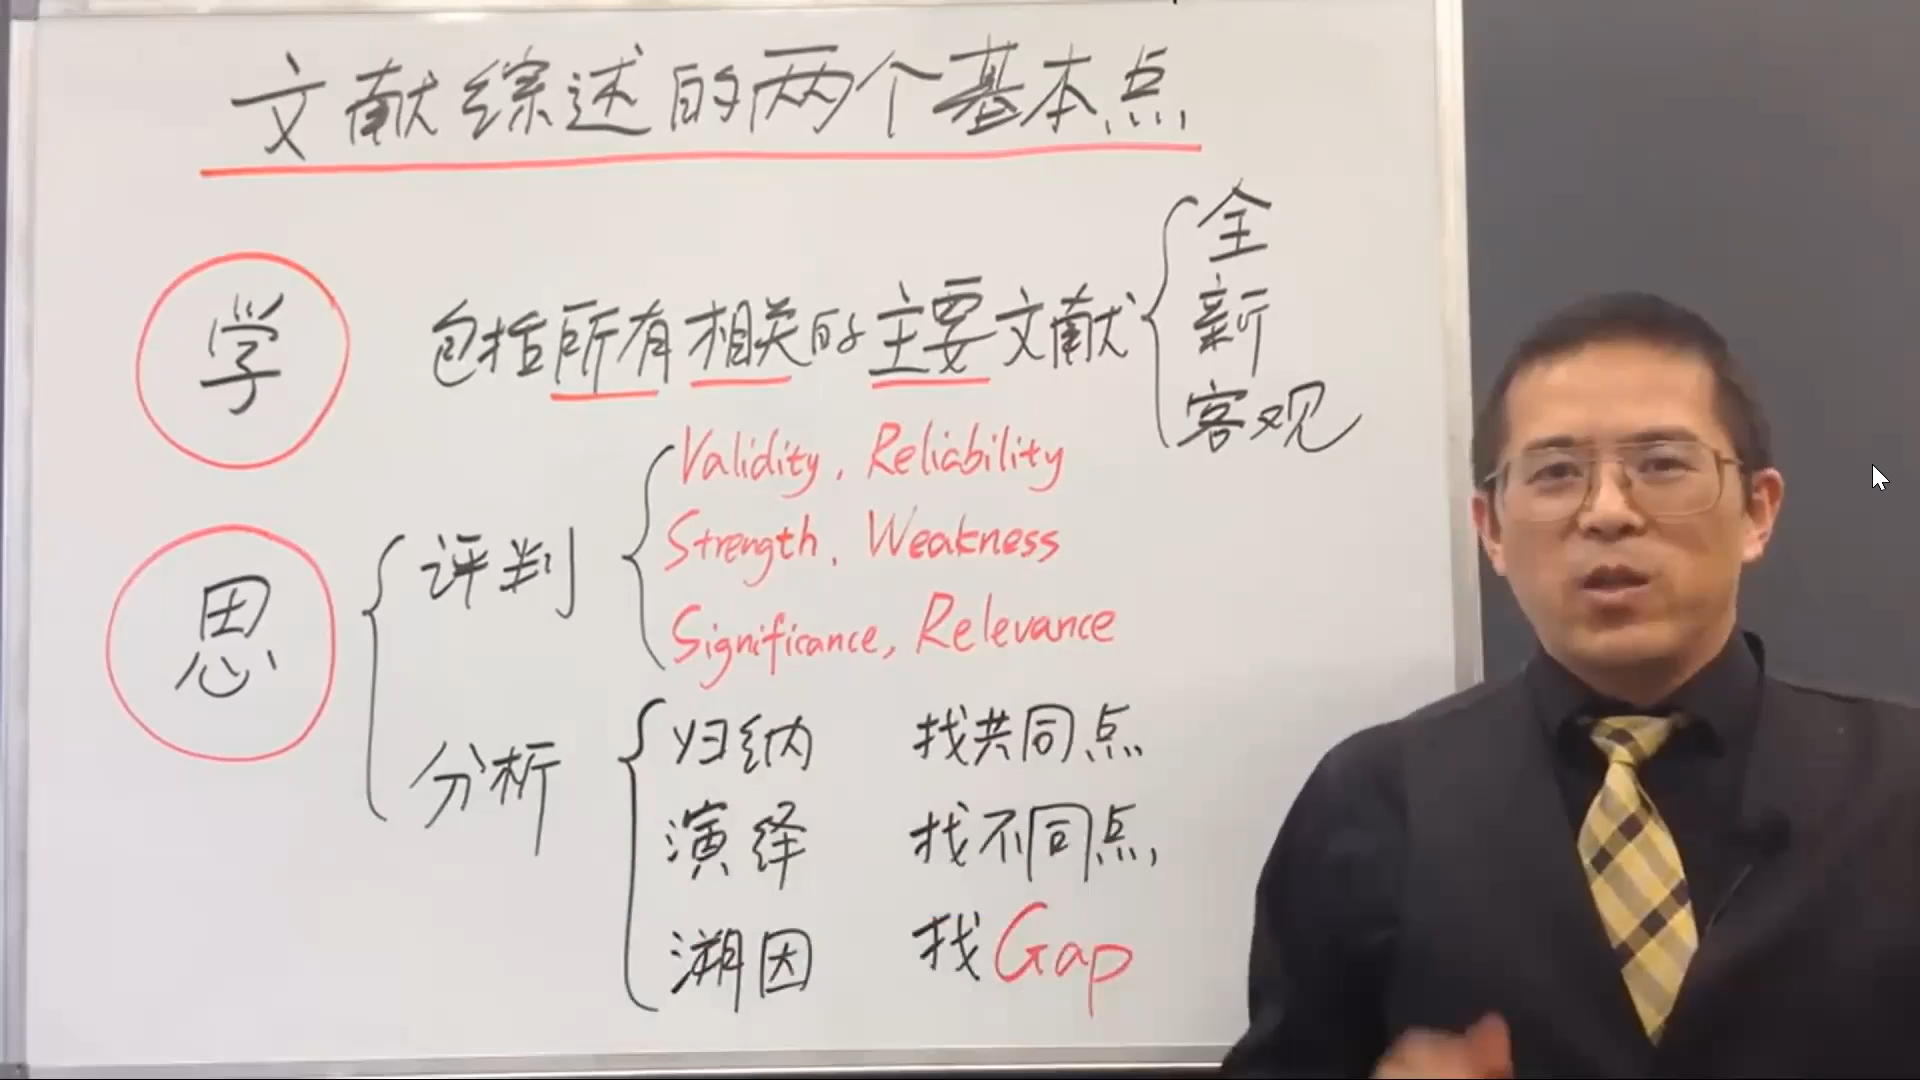 文献综述的两个基本点
学 包括所有相关的主要文献
全
新
客观
思
评判
Validity, Reliability
Strength, Weakness
Significance, Relevance
分析
归纳 找共同点
演绎 找不同点
溯因 找Gap